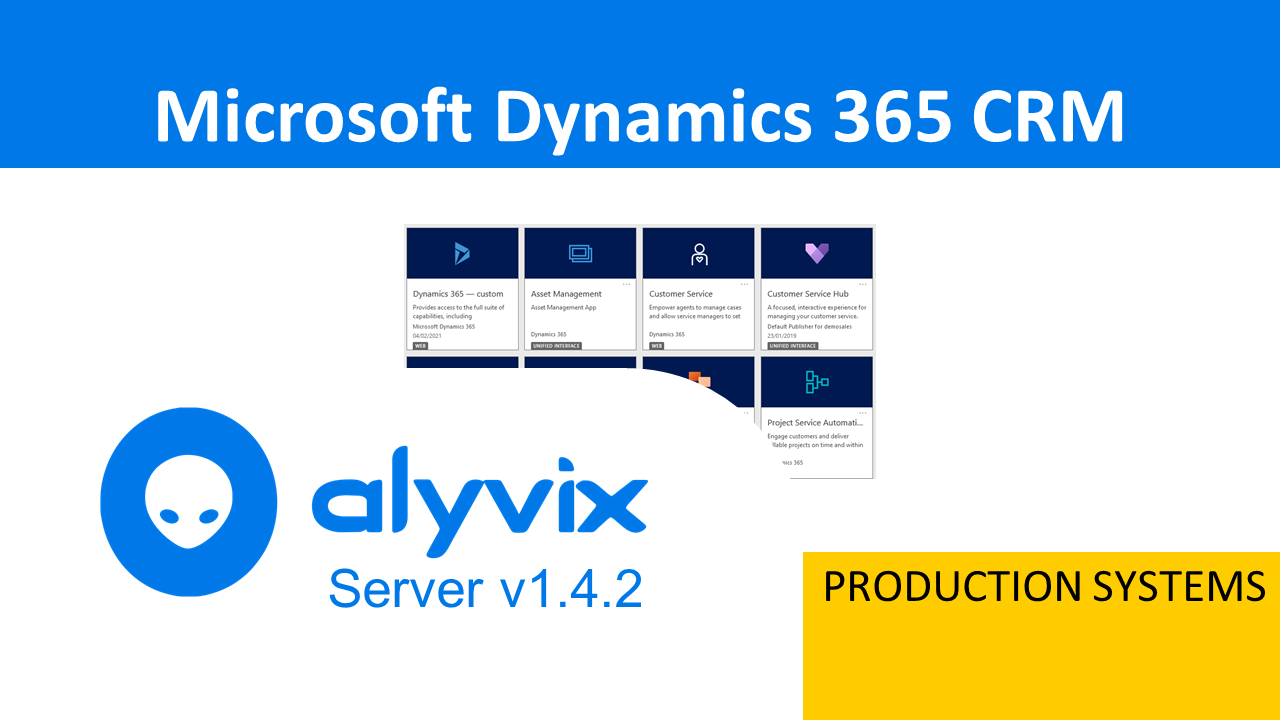 Microsoft Dynamics 365 CRM
Dynamics 365 — custom
Provides access to the full suite of
capabilities, including
Microsoft Dynamics 365
04/02/2021
WEB
Asset Management
Asset Management App
Dynamics 365
UNIFIED INTERFACE
Customer Service
Empower agents to manage cases
and allow service managers to set
Dynamics 365
WEB
Customer Service Hub
A focused, interactive experience for
managing your customer service.
Default Publisher for demosales
23/01/2019
UNIFIED INTERFACE
Project Service Automati...
Engage customers and deliver
projects on time and within
365
alyvix
Server v1.4.2
PRODUCTION SYSTEMS